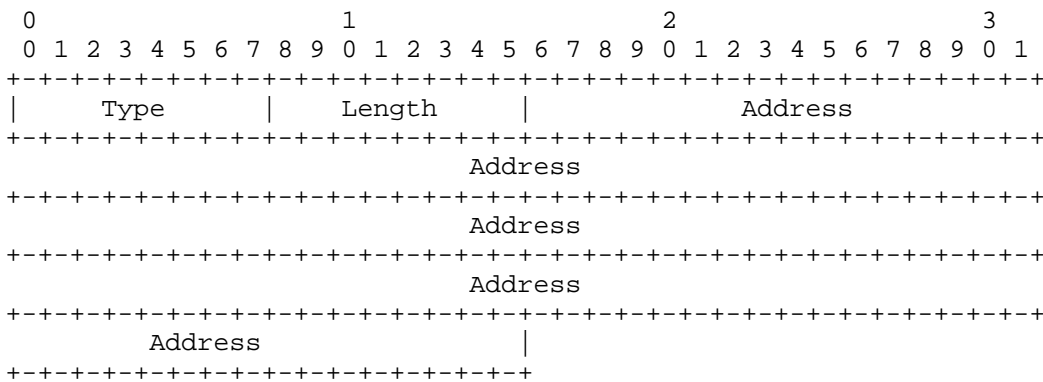 0                   1                   2                   3
 0 1 2 3 4 5 6 7 8 9 0 1 2 3 4 5 6 7 8 9 0 1 2 3 4 5 6 7 8 9 0 1
+-+-+-+-+-+-+-+-+-+-+-+-+-+-+-+-+-+-+-+-+-+-+-+-+-+-+-+-+-+-+-+-+
|     Type      |    Length     |             Address
+-+-+-+-+-+-+-+-+-+-+-+-+-+-+-+-+-+-+-+-+-+-+-+-+-+-+-+-+-+-+-+-+
                             Address
+-+-+-+-+-+-+-+-+-+-+-+-+-+-+-+-+-+-+-+-+-+-+-+-+-+-+-+-+-+-+-+-+
                             Address
+-+-+-+-+-+-+-+-+-+-+-+-+-+-+-+-+-+-+-+-+-+-+-+-+-+-+-+-+-+-+-+-+
                             Address
+-+-+-+-+-+-+-+-+-+-+-+-+-+-+-+-+-+-+-+-+-+-+-+-+-+-+-+-+-+-+-+-+
         Address                |
+-+-+-+-+-+-+-+-+-+-+-+-+-+-+-+-+